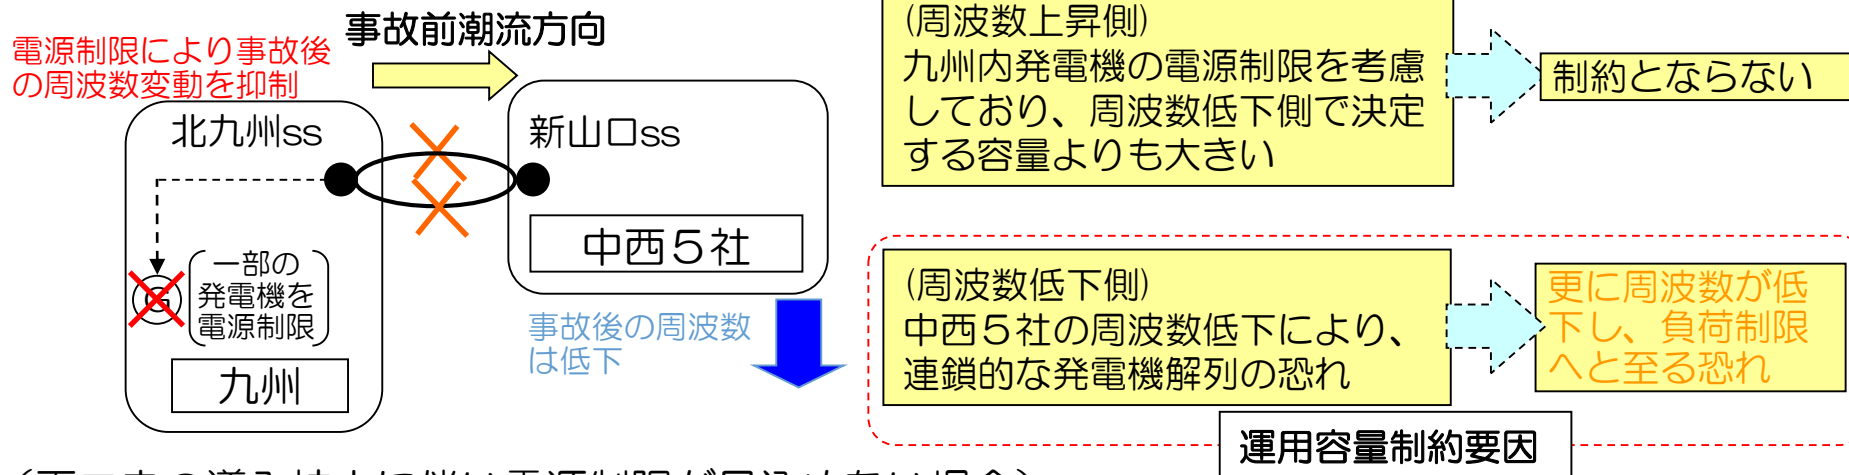 事故前潮流方向
電源制限により事故後
の周波数変動を抑制
北九州ss
新山口ss
中西５社
G
一部の
発電機を
電源制限
九州
事故後の周波数
は低下
(周波数上昇側)
九州内発電機の電源制限を考慮
しており、周波数低下側で決定
する容量よりも大きい
制約とならない
(周波数低下側)
中西５社の周波数低下により、
連鎖的な発電機解列の恐れ
更に周波数が低
下し、負荷制限
へと至る恐れ
運用容量制約要因